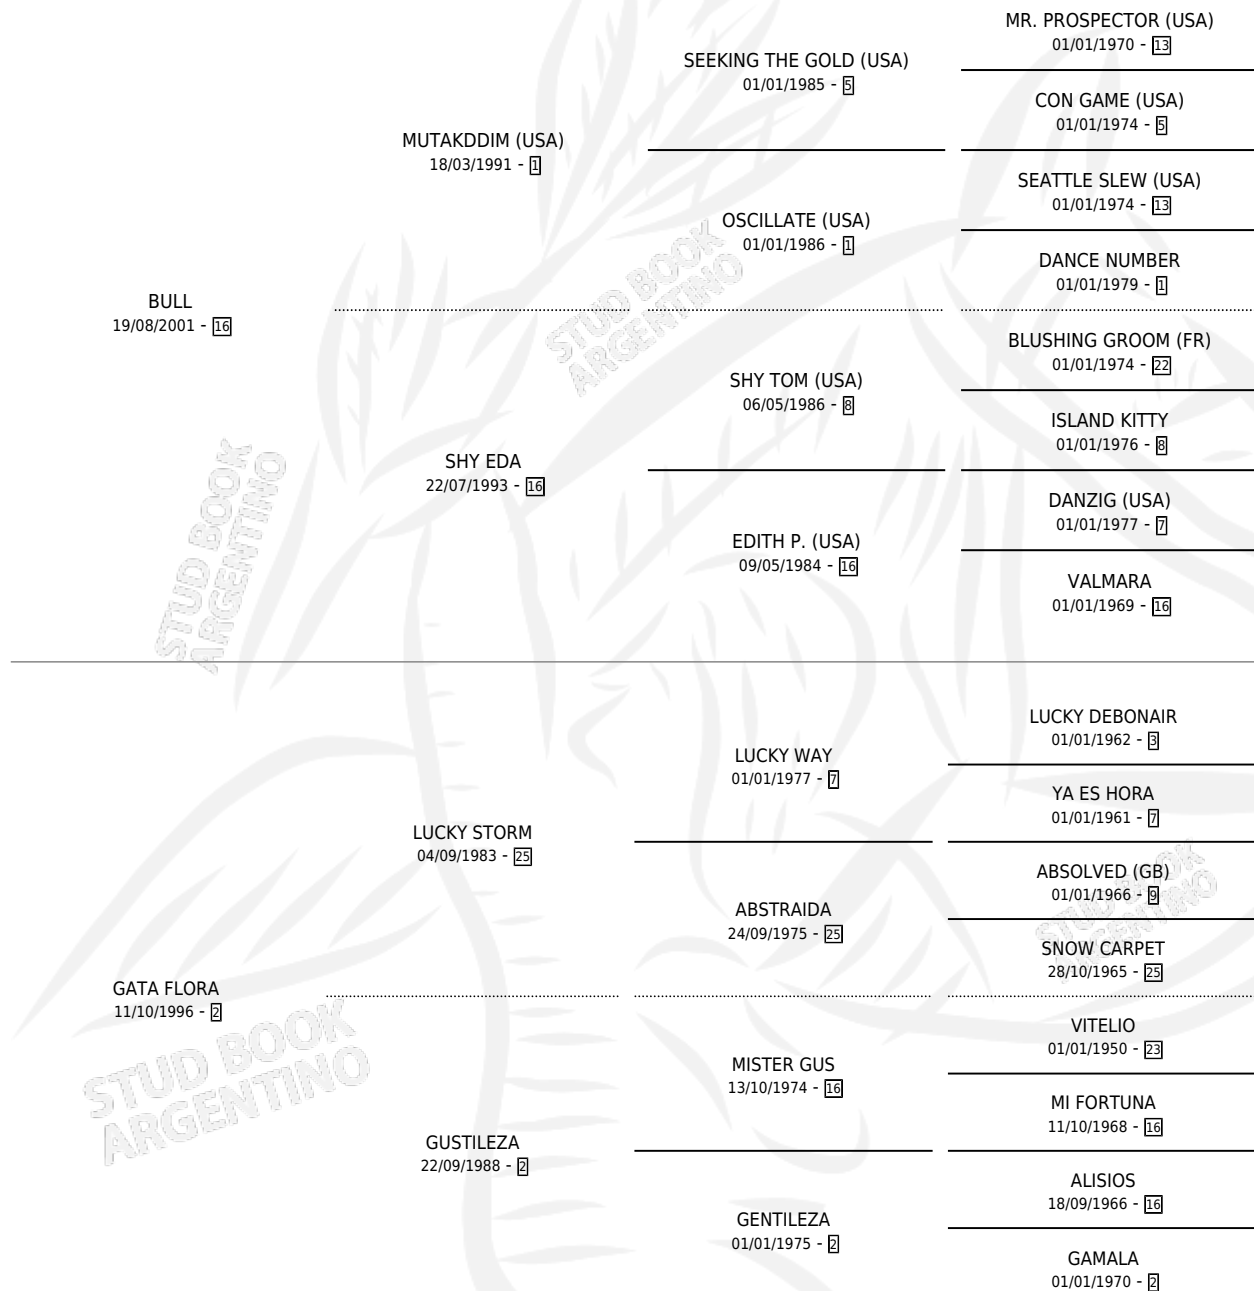 MR. PROSPECTOR (USA)
01/01/1970 - 13
SEEKING THE GOLD (USA)
01/01/1985 - 5
CON GAME (USA)
01/01/1974 - 5
MUTAKDDIM (USA)
18/03/1991 - 1
SEATTLE SLEW (USA)
01/01/1974 - 13
OSCILLATE (USA)
01/01/1986 - 1
DANCE NUMBER
01/01/1979 - 1
BULL
19/08/2001 - 16
STUD BOOK
ARGENTINO
BLUSHING GROOM (FR)
01/01/1974 - 22
SHY TOM (USA)
06/05/1986 - 8
ISLAND KITTY
01/01/1976 - 8
SHY EDA
22/07/1993 - 16
DANZIG (USA)
01/01/1977 - 7
EDITH P. (USA)
09/05/1984 - 16
VALMARA
01/01/1969 - 16
STUD BOOK
ARGENTINO
LUCKY DEBONAIR
01/01/1962 - 3
LUCKY WAY
01/01/1977 - 7
YA ES HORA
01/01/1961 - 7
LUCKY STORM
04/09/1983 - 25
ABSOLVED (GB)
01/01/1966 - 9
ABSTRAIDA
24/09/1975 - 25
SNOW CARPET
28/10/1965 - 25
STUD BOOK
ARGENTINO
GATA FLORA
11/10/1996 - 2
STUD BOOK
ARGENTINO
VITELIO
01/01/1950 - 23
MISTER GUS
13/10/1974 - 16
MI FORTUNA
11/10/1968 - 16
GUSTILEZA
22/09/1988 - 2
ALISIOS
18/09/1966 - 16
GENTILEZA
01/01/1975 - 2
GAMALA
01/01/1970 - 2